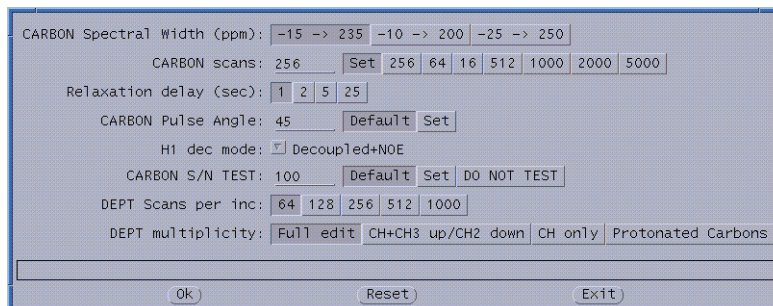 CARBON Spectral Width (ppm): -15 -> 235 -10 -> 200 -25 -> 250
CARBON scans: 256 Set 256 64 16 512 1000 2000 5000
Relaxation delay (sec): 1 2 5 25
CARBON Pulse Angle: 45 Default Set
H1 dec mode: Decoupled+NOE
CARBON S/N TEST: 100 Default Set DO NOT TEST
DEPT Scans per inc: 64 128 256 512 1000
DEPT multiplicity: Full edit CH+CH3 up/CH2 down CH only Protonated Carbons
Ok Reset Exit